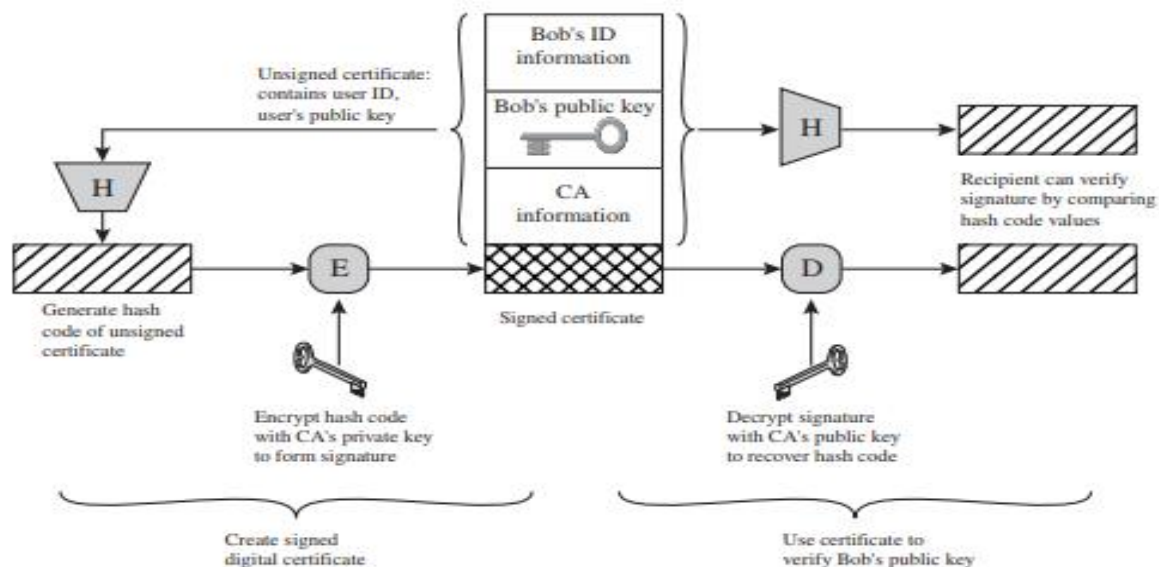 Bob's ID
information
Unsigned certificate:
contains user ID,
user's public key
Bob's public key
H
H
CA
information
Recipient can verify
signature by comparing
hash code values
E
D
Generate hash
code of unsigned
certificate
Signed certificate
Encrypt hash code
with CA's private key
to form signature
Decrypt signature
with CA's public key
to recover hash code
Create signed
digital certificate
Use certificate to
verify Bob's public key